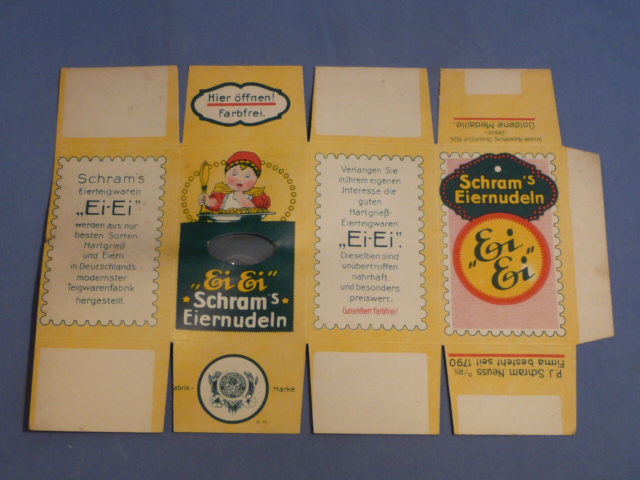 Hier öffnen!
Farbfrei.
Goldene Medaille.
Schram's
Eierteigwaren
„Ei-Ei"
werden aus nur
besten Sorten
Hartgrieß
und Eiern
in Deutschlands
modernster
Teigwarenfabrik
hergestellt.
„Ei Ei"
Schram's
Eiernudeln
Verlangen Sie
in Ihrem eigenen
Interesse die
guten
Hartgrieß-
Eierteigwaren
„Ei-Ei".
Dieselben sind
unübertroffen
nahrhaft
und besonders
preiswert.
Garantiert farbfrei!
Schram's
Eiernudeln
„Ei
Ei"
Fabrik-
Marke
P.J. Schram Neuss a/Rh.
Firma besteht seit 1790